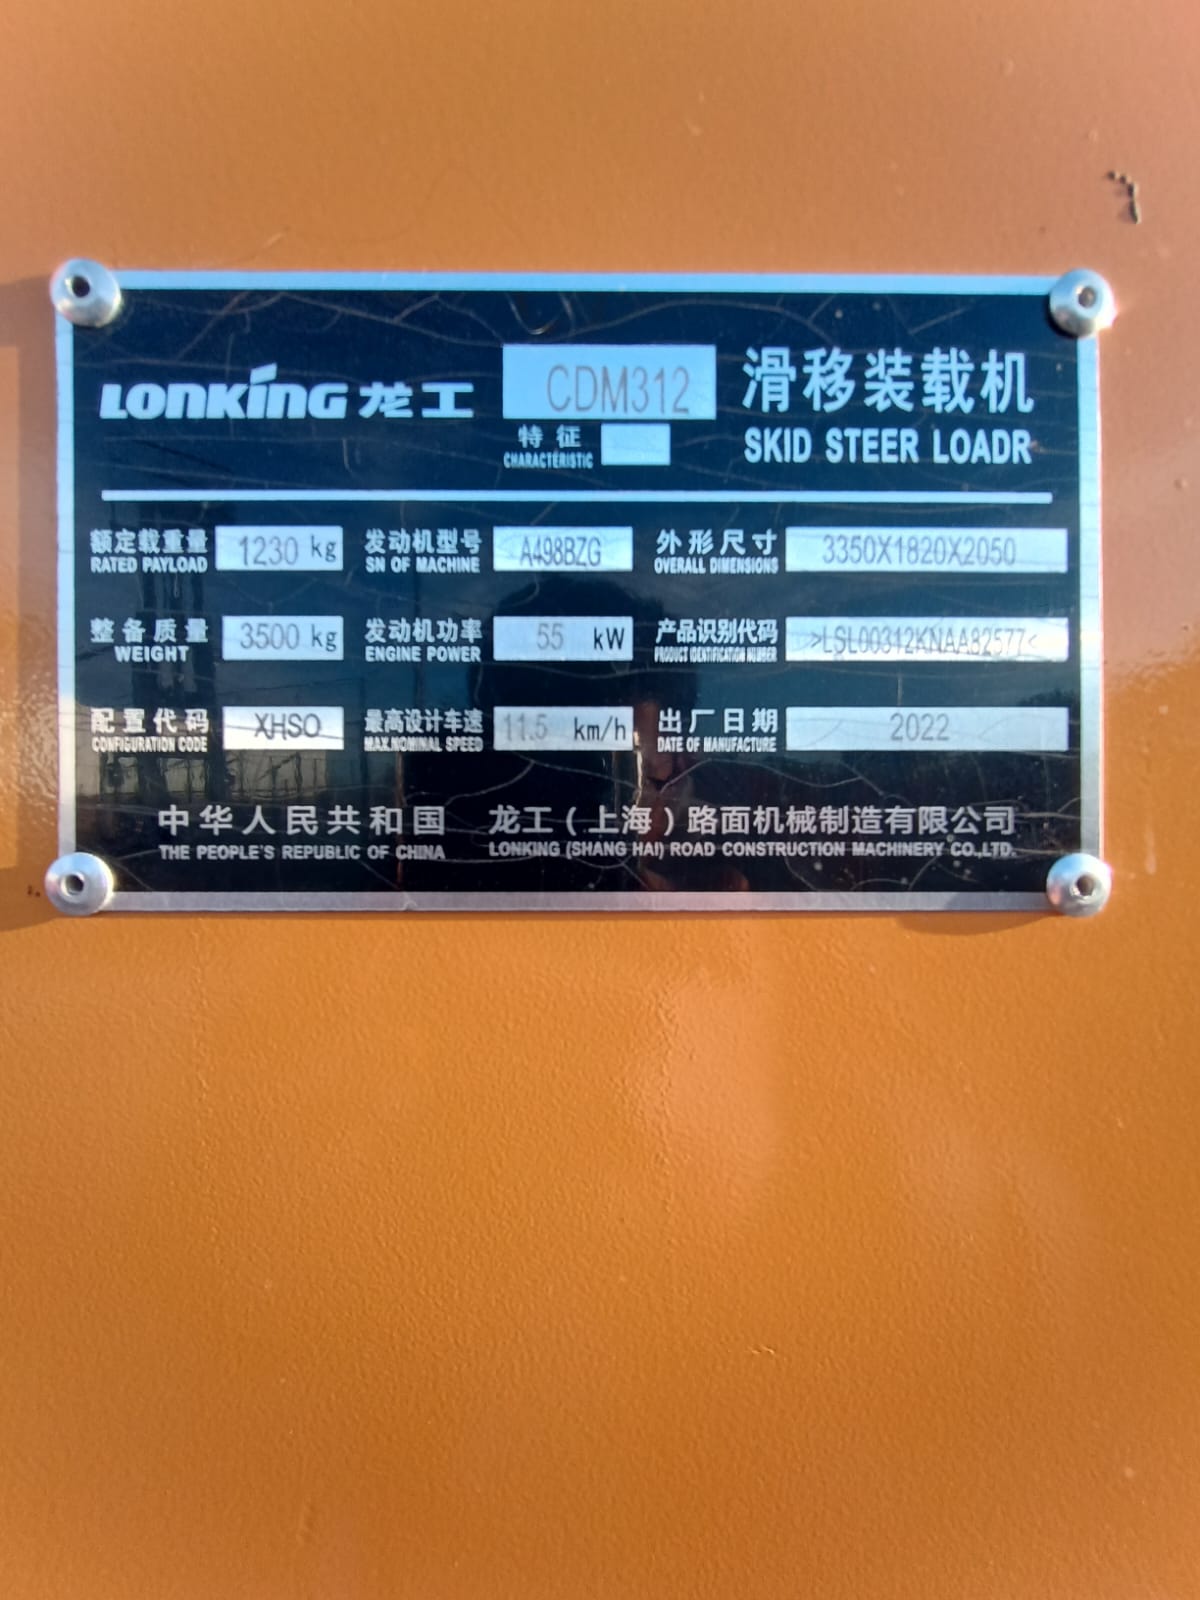 LONKING 龙工 CDM312 滑移装载机
特征
CHARACTERISTIC
SKID STEER LOADR
额定载重量 1230 kg 发动机型号 A498BZG 外形尺寸 3350X1820X2050
RATED PAYLOAD SN OF MACHINE OVERALL DIMENSIONS
整备质量 3500 kg 发动机功率 55 kW 产品识别代码 >LSL00312KNAA82577<
WEIGHT ENGINE POWER PRODUCT IDENTIFICATION NUMBER
配置代码 XHSO 最高设计车速 11.5 km/h 出厂日期 2022
CONFIGURATION CODE MAX.NOMINAL SPEED DATE OF MANUFACTURE
中华人民共和国 龙工(上海)路面机械制造有限公司
THE PEOPLE'S REPUBLIC OF CHINA LONKING (SHANG HAI) ROAD CONSTRUCTION MACHINERY CO.,LTD.